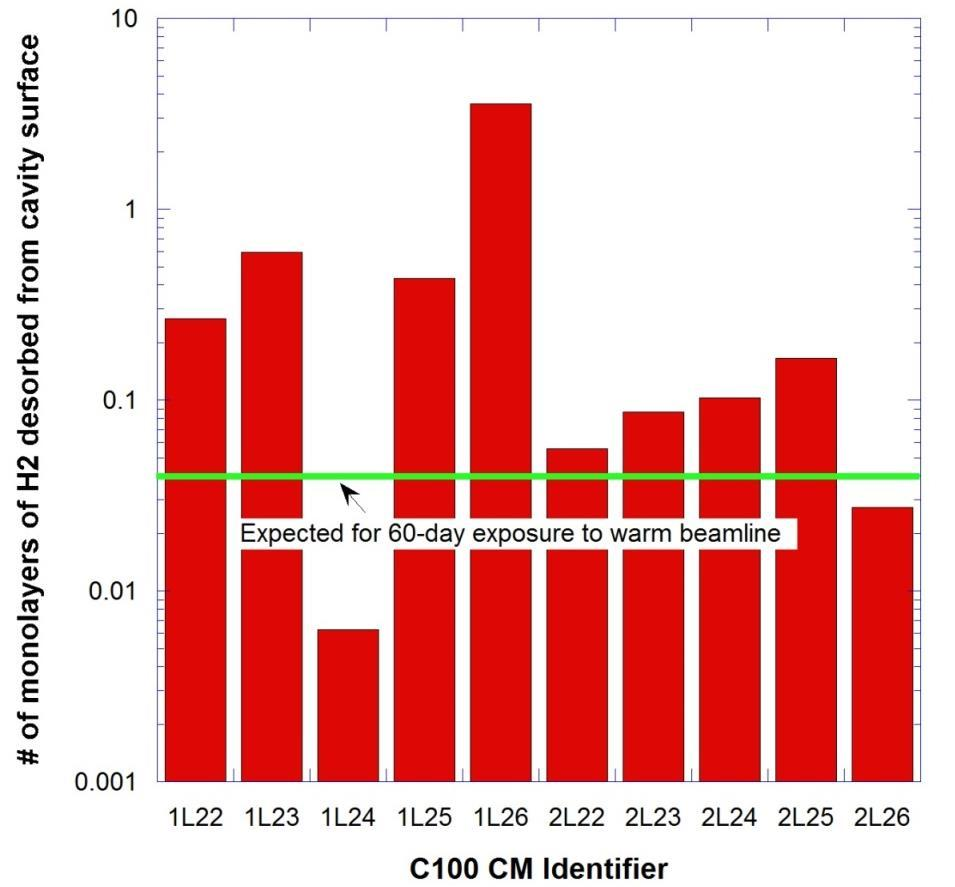 # of monolayers of H2 desorbed from cavity surface
10
1
0.1
0.01
0.001
Expected for 60-day exposure to warm beamline
1L22 1L23 1L24 1L25 1L26 2L22 2L23 2L24 2L25 2L26
C100 CM Identifier